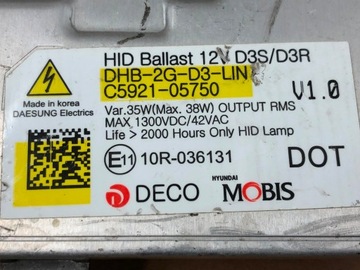 HID Ballast 12V D3S/D3R
DHB-2G-D3-LIN
C5921-05750
V1.0
Made in korea
DAESUNG Electrics
Var.35W(Max. 38W) OUTPUT RMS
MAX 1300VDC/42VAC
Life > 2000 Hours Only HID Lamp
E11 10R-036131
DOT
DECO
HYUNDAI
MOBIS